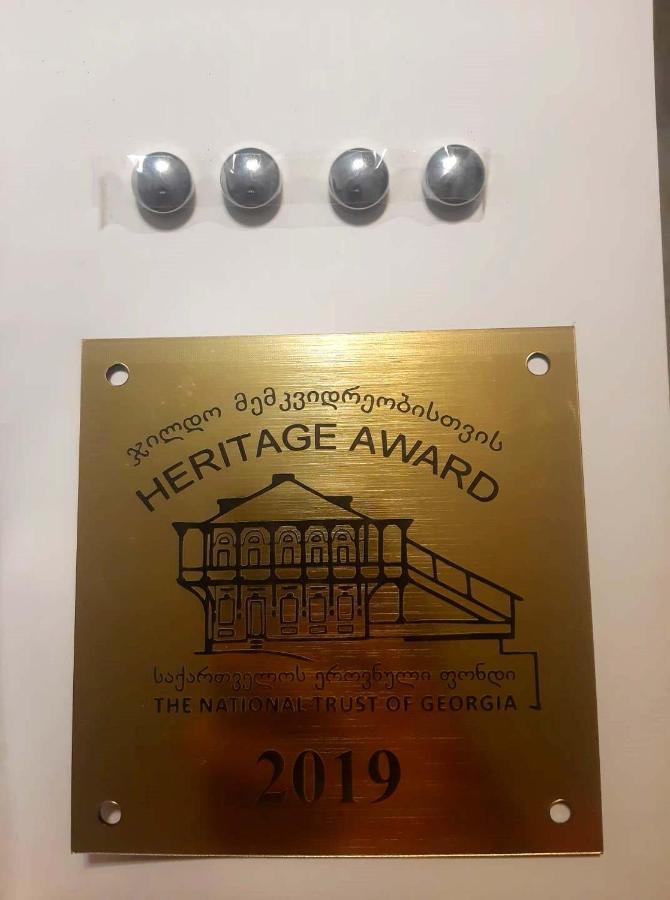 ჯილდო მემკვიდრეობისთვის
HERITAGE AWARD
საქართველოს ეროვნული ფონდი
THE NATIONAL TRUST OF GEORGIA
2019